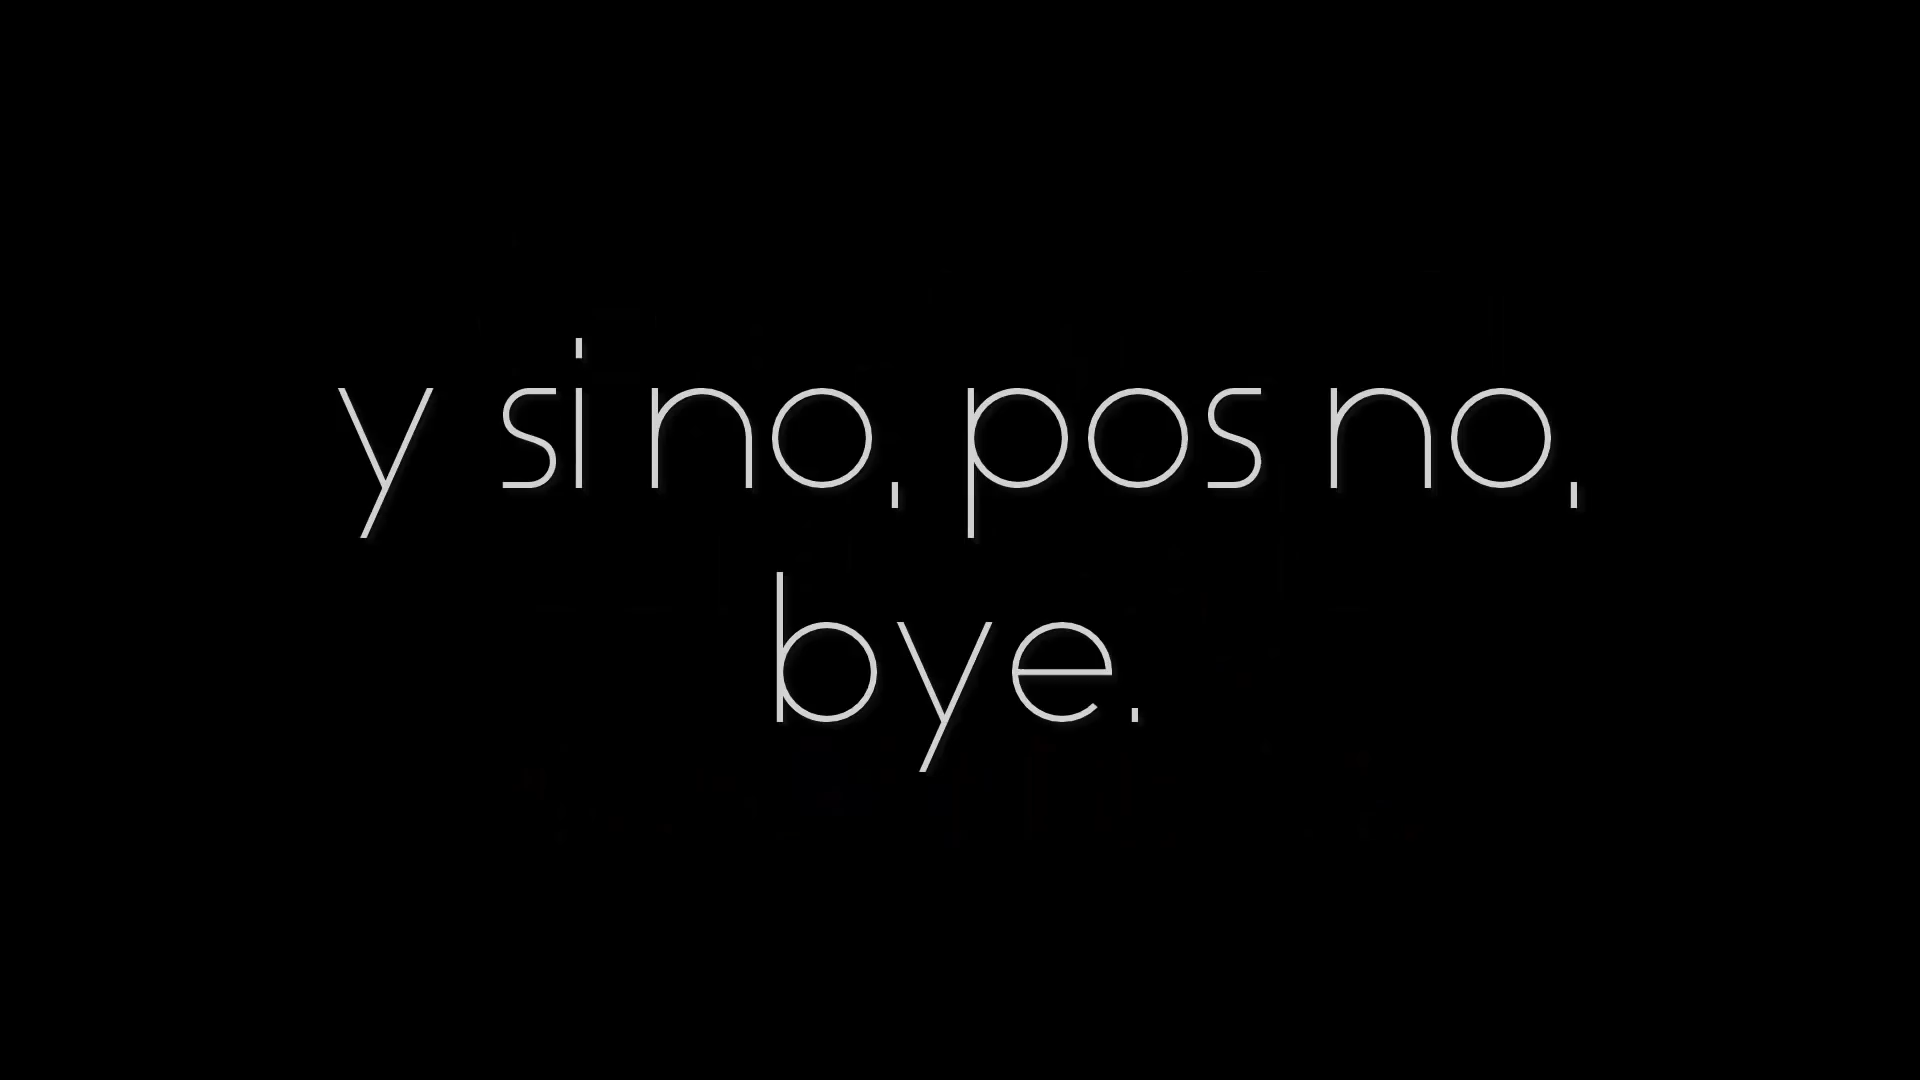 y si no, pos no,
bye.